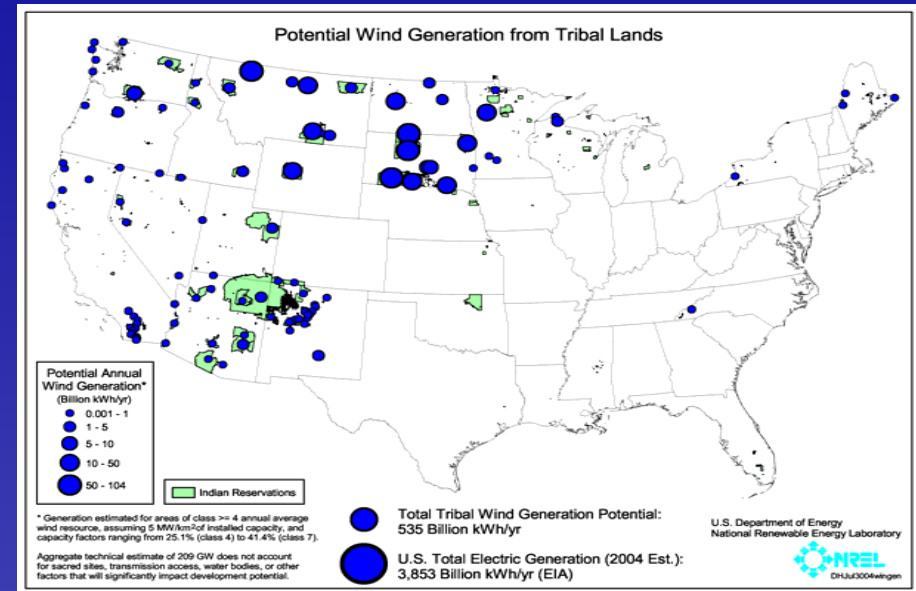 Potential Wind Generation from Tribal Lands
Potential Annual
Wind Generation*
(Billion kWh/yr)
0.001 - 1
1 - 5
5 - 10
10 - 50
50 - 104
Indian Reservations
* Generation estimated for areas of class >= 4 annual average
wind resource, assuming 5 MW/km² of installed capacity, and
capacity factors ranging from 25.1% (class 4) to 41.4% (class 7).
Aggregate technical estimate of 209 GW does not account
for sacred sites, transmission access, water bodies, or other
factors that will significantly impact development potential.
Total Tribal Wind Generation Potential:
535 Billion kWh/yr
U.S. Total Electric Generation (2004 Est.):
3,853 Billion kWh/yr (EIA)
U.S. Department of Energy
National Renewable Energy Laboratory
NREL
DHJul3004wingen